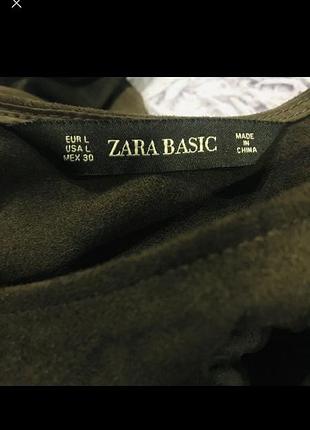 EUR L
USA L
MEX 30
ZARA BASIC
MADE
IN
CHINA